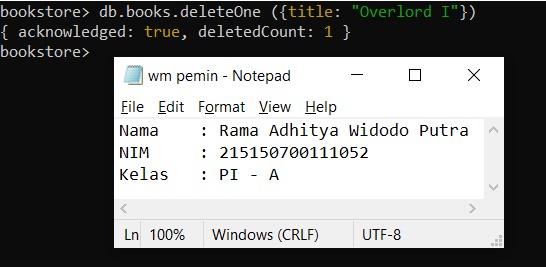 bookstore> db.books.deleteOne ({title: "Overlord I"})
{ acknowledged: true, deletedCount: 1 }
bookstore>
wm pemin - Notepad
File Edit Format View Help
Nama : Rama Adhitya Widodo Putra
NIM : 215150700111052
Kelas : PI - A
Ln 100% Windows (CRLF) UTF-8